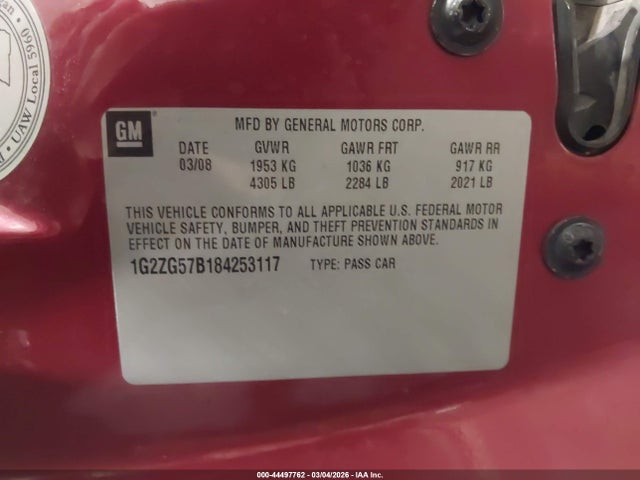 UAW Local 5960
GM
MFD BY GENERAL MOTORS CORP.
DATE GVWR GAWR FRT GAWR RR
03/08 1953 KG 1036 KG 917 KG
4305 LB 2284 LB 2021 LB
THIS VEHICLE CONFORMS TO ALL APPLICABLE U.S. FEDERAL MOTOR
VEHICLE SAFETY, BUMPER, AND THEFT PREVENTION STANDARDS IN
EFFECT ON THE DATE OF MANUFACTURE SHOWN ABOVE.
1G2ZG57B184253117 TYPE: PASS CAR
000-44497762 - 03/04/2026 - IAA Inc.